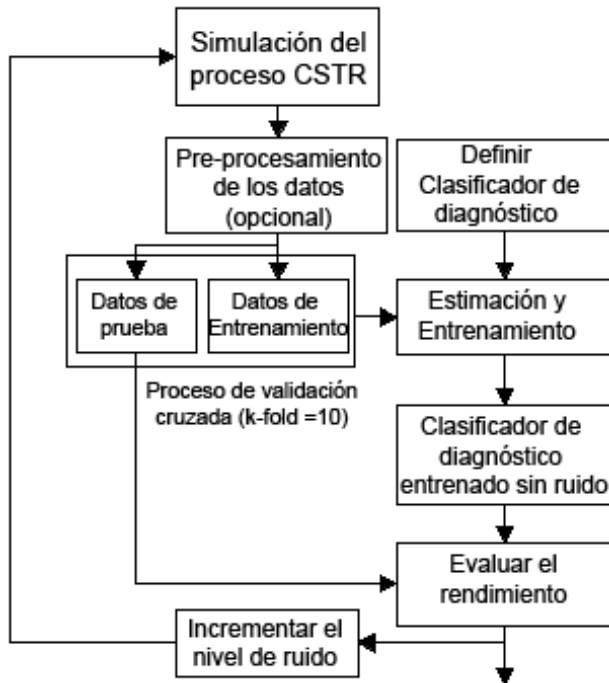 Simulación del
proceso CSTR
Pre-procesamiento
de los datos
(opcional)
Definir
Clasificador de
diagnóstico
Datos de
prueba
Datos de
Entrenamiento
Estimación y
Entrenamiento
Proceso de validación
cruzada (k-fold =10)
Clasificador de
diagnóstico
entrenado sin ruido
Evaluar el
rendimiento
Incrementar el
nivel de ruido